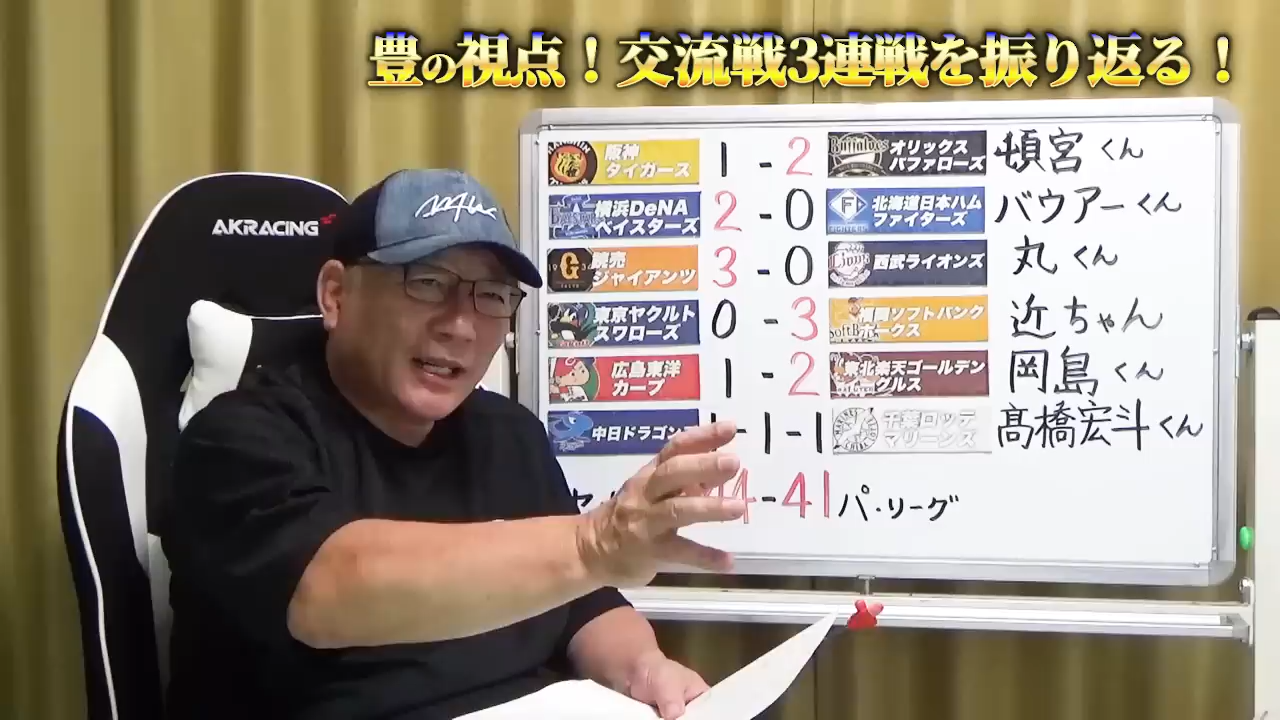 豊の視点！交流戦3連戦を振り返る！
AKRACING
阪神タイガース 1 - 2 Buffaloes オリックスバファローズ 頓宮くん
横浜DeNAベイスターズ 2 - 0 F FIGHTERS 北海道日本ハムファイターズ バウアーくん
G 読売ジャイアンツ 3 - 0 Lions 西武ライオンズ 丸くん
東京ヤクルトスワローズ 0 - 3 福岡ソフトバンクホークス 近ちゃん
広島東洋カープ 1 - 2 東北楽天ゴールデンイーグルス 岡島くん
中日ドラゴン - 1 - 1 千葉ロッテマリーンズ 髙橋宏斗くん
- 41 パ・リーグ